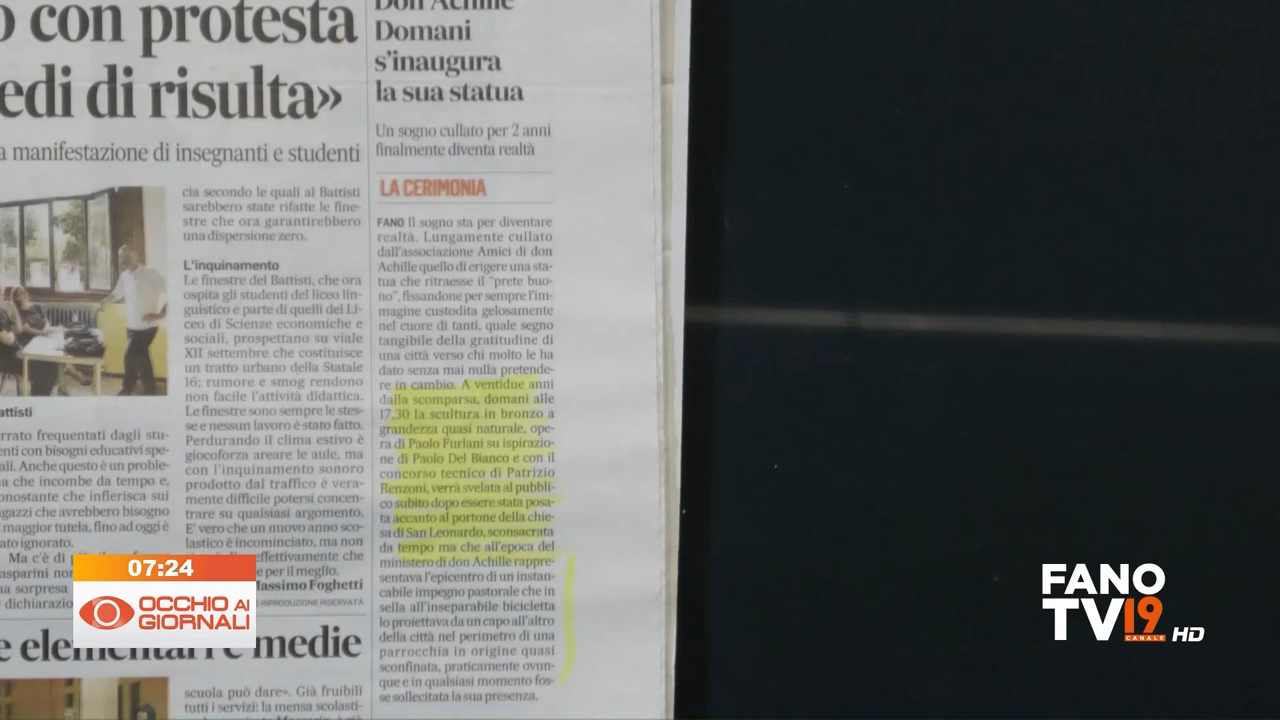 o con protesta
edi di risulta»
a manifestazione di insegnanti e studenti
cia secondo le quali al Battisti
sarebbero state rifatte le fine-
stre che ora garantirebbero
una dispersione zero.
L'inquinamento
Le finestre del Battisti, che ora
ospita gli studenti del liceo lin-
guistico e parte di quelli del Li-
ceo di Scienze economiche e
sociali, prospettano su viale
XII settembre che costituisce
un tratto urbano della Statale
16; rumore e smog rendono
non facile l'attività didattica.
Le finestre sono sempre le stes-
se e nessun lavoro è stato fatto.
Perdurando il clima estivo è
giocoforza areare le aule, ma
con l'inquinamento sonoro
prodotto dal traffico è vera-
mente difficile potersi concen-
trare su qualsiasi argomento.
E' vero che un nuovo anno sco-
lastico è incominciato, ma non
effettivamente che
e per il meglio.
Massimo Foghetti
RIPRODUZIONE RISERVATA
attisti
errato frequentati dagli stu-
enti con bisogni educativi spe-
ali. Anche questo è un proble-
a che incombe da tempo e,
onostante che infierisca sui
agazzi che avrebbero bisogno
maggior tutela, fino ad oggi è
ato ignorato.
Ma c'è di
asparini non
na sorpresa
dichiarazio
e elementari e medie
scuola può dare». Già fruibili
tutti i servizi: la mensa scolasti-
Don Achille
Domani
s'inaugura
la sua statua
Un sogno cullato per 2 anni
finalmente diventa realtà
LA CERIMONIA
FANO Il sogno sta per diventare
realtà. Lungamente cullato
dall'associazione Amici di don
Achille quello di erigere una sta-
tua che ritraesse il "prete buo-
no", fissandone per sempre l'im-
magine custodita gelosamente
nel cuore di tanti, quale segno
tangibile della gratitudine di
una città verso chi molto le ha
dato senza mai nulla pretende-
re in cambio. A ventidue anni
dalla scomparsa, domani alle
17,30 la scultura in bronzo a
grandezza quasi naturale, ope-
ra di Paolo Furlani su ispirazio-
ne di Paolo Del Bianco e con il
concorso tecnico di Patrizio
Renzoni, verrà svelata al pubbli-
co subito dopo essere stata posa-
ta accanto al portone della chie-
sa di San Leonardo, sconsacrata
da tempo ma che all'epoca del
ministero di don Achille rappre-
sentava l'epicentro di un instan-
cabile impegno pastorale che in
sella all'inseparabile bicicletta
lo proiettava da un capo all'altro
della città nel perimetro di una
parrocchia in origine quasi
sconfinata, praticamente ovun-
que e in qualsiasi momento fos-
se sollecitata la sua presenza.
07:24
OCCHIO AI
GIORNALI
FANO
TV19
CANALE HD